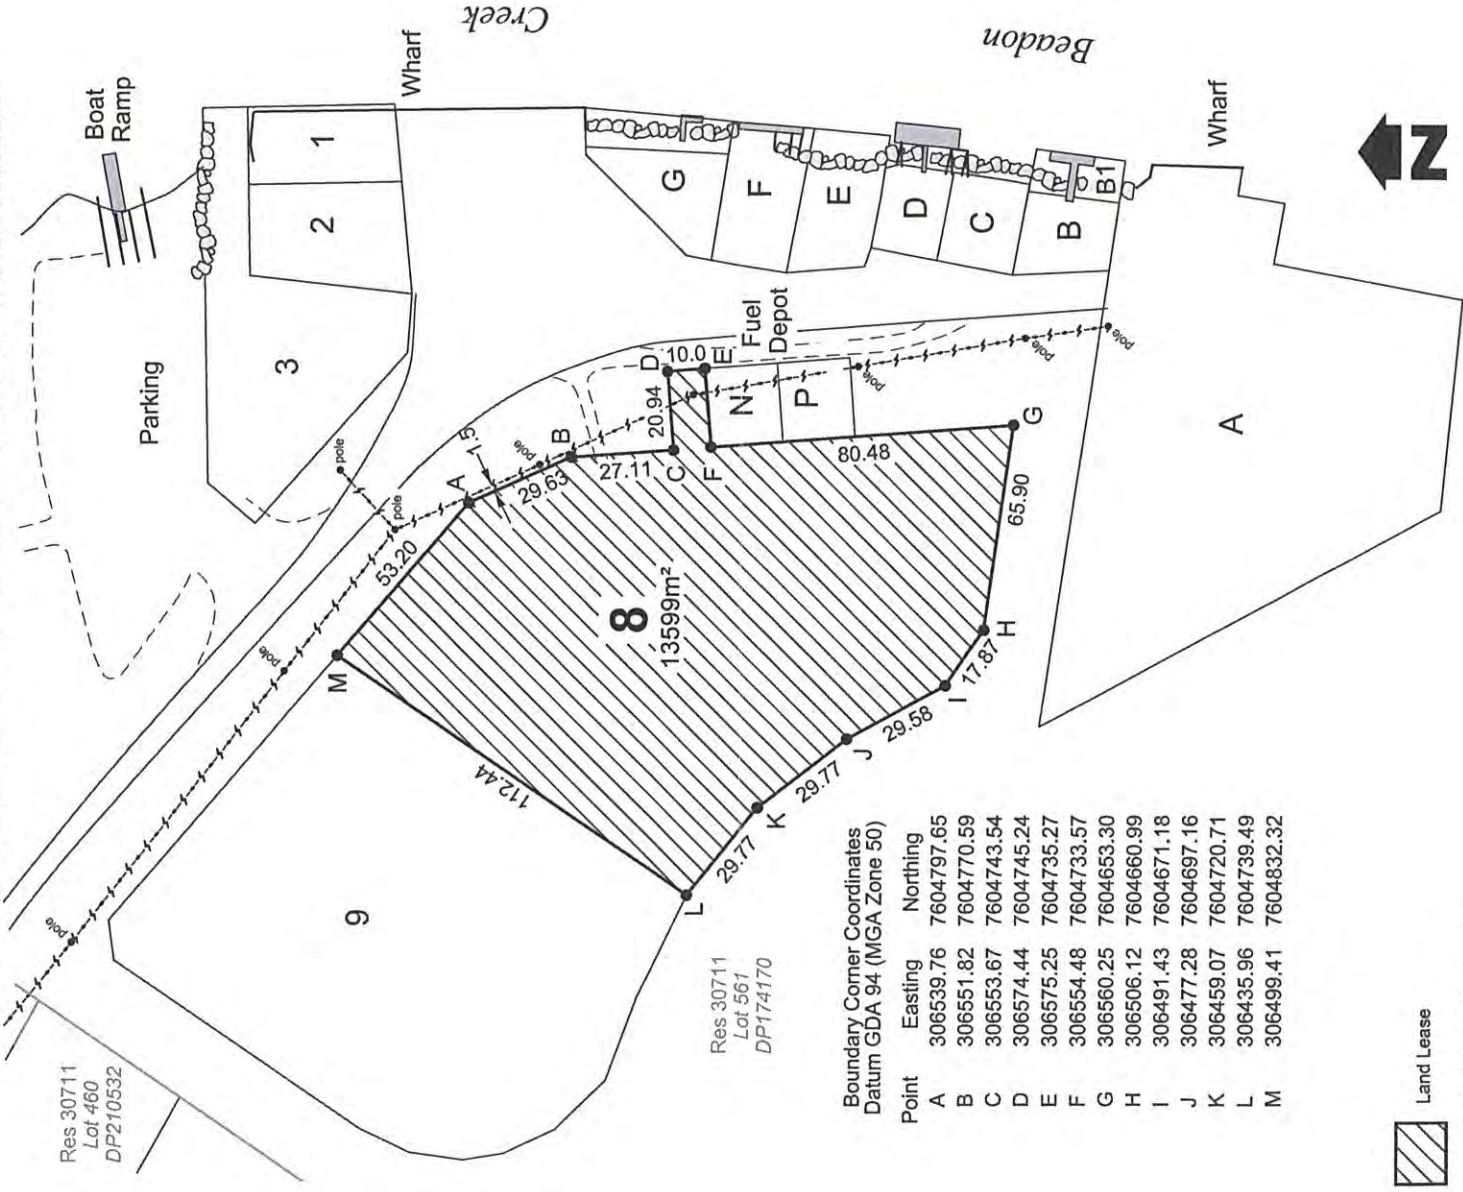 Creek
Beadon
Boat
Ramp
Wharf
Wharf
Parking
1
2
3
G
F
E
D
C
B
B1
A
N
Fuel
Depot
N
P
pole
pole
pole
pole
pole
pole
pole
pole
A
B
C
D
E
F
G
H
I
J
K
L
M
1.5
29.63
27.11
20.94
10.0
80.48
65.90
17.87
29.58
29.77
29.77
112.44
53.20
8
13599m²
9
Res 30711
Lot 460
DP210532
Res 30711
Lot 561
DP174170
Boundary Corner Coordinates
Datum GDA 94 (MGA Zone 50)
Point Easting Northing
A 306539.76 7604797.65
B 306551.82 7604770.59
C 306553.67 7604743.54
D 306574.44 7604745.24
E 306575.25 7604735.27
F 306554.48 7604733.57
G 306560.25 7604653.30
H 306506.12 7604660.99
I 306491.43 7604671.18
J 306477.28 7604697.16
K 306459.07 7604720.71
L 306435.96 7604739.49
M 306499.41 7604832.32
Land Lease